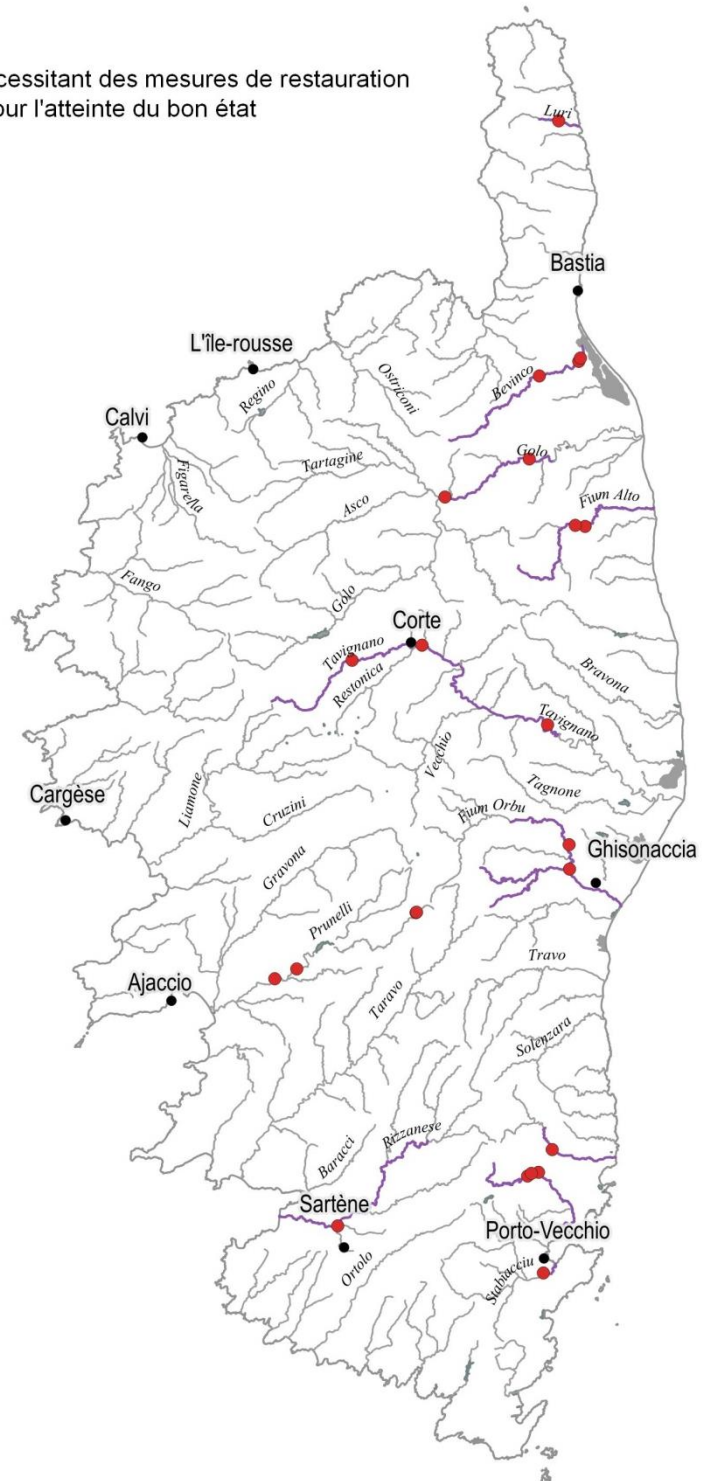 cessitant des mesures de restauration
our l'atteinte du bon état
Luri
Bastia
L'île-rousse
Bevinco
Ostriconi
Regino
Calvi
Golo
Tartagine
Figarella
Fium Alto
Asco
Fango
Golo
Corte
Tavignano
Restonica
Bravona
Tavignano
Vecchio
Tagnone
Liamone
Cargèse
Cruzini
Fium Orbu
Ghisonaccia
Gravona
Prunelli
Travo
Ajaccio
Taravo
Solenzara
Rizzanese
Baracci
Sartène
Porto-Vecchio
Ortolo
Stabiacciu